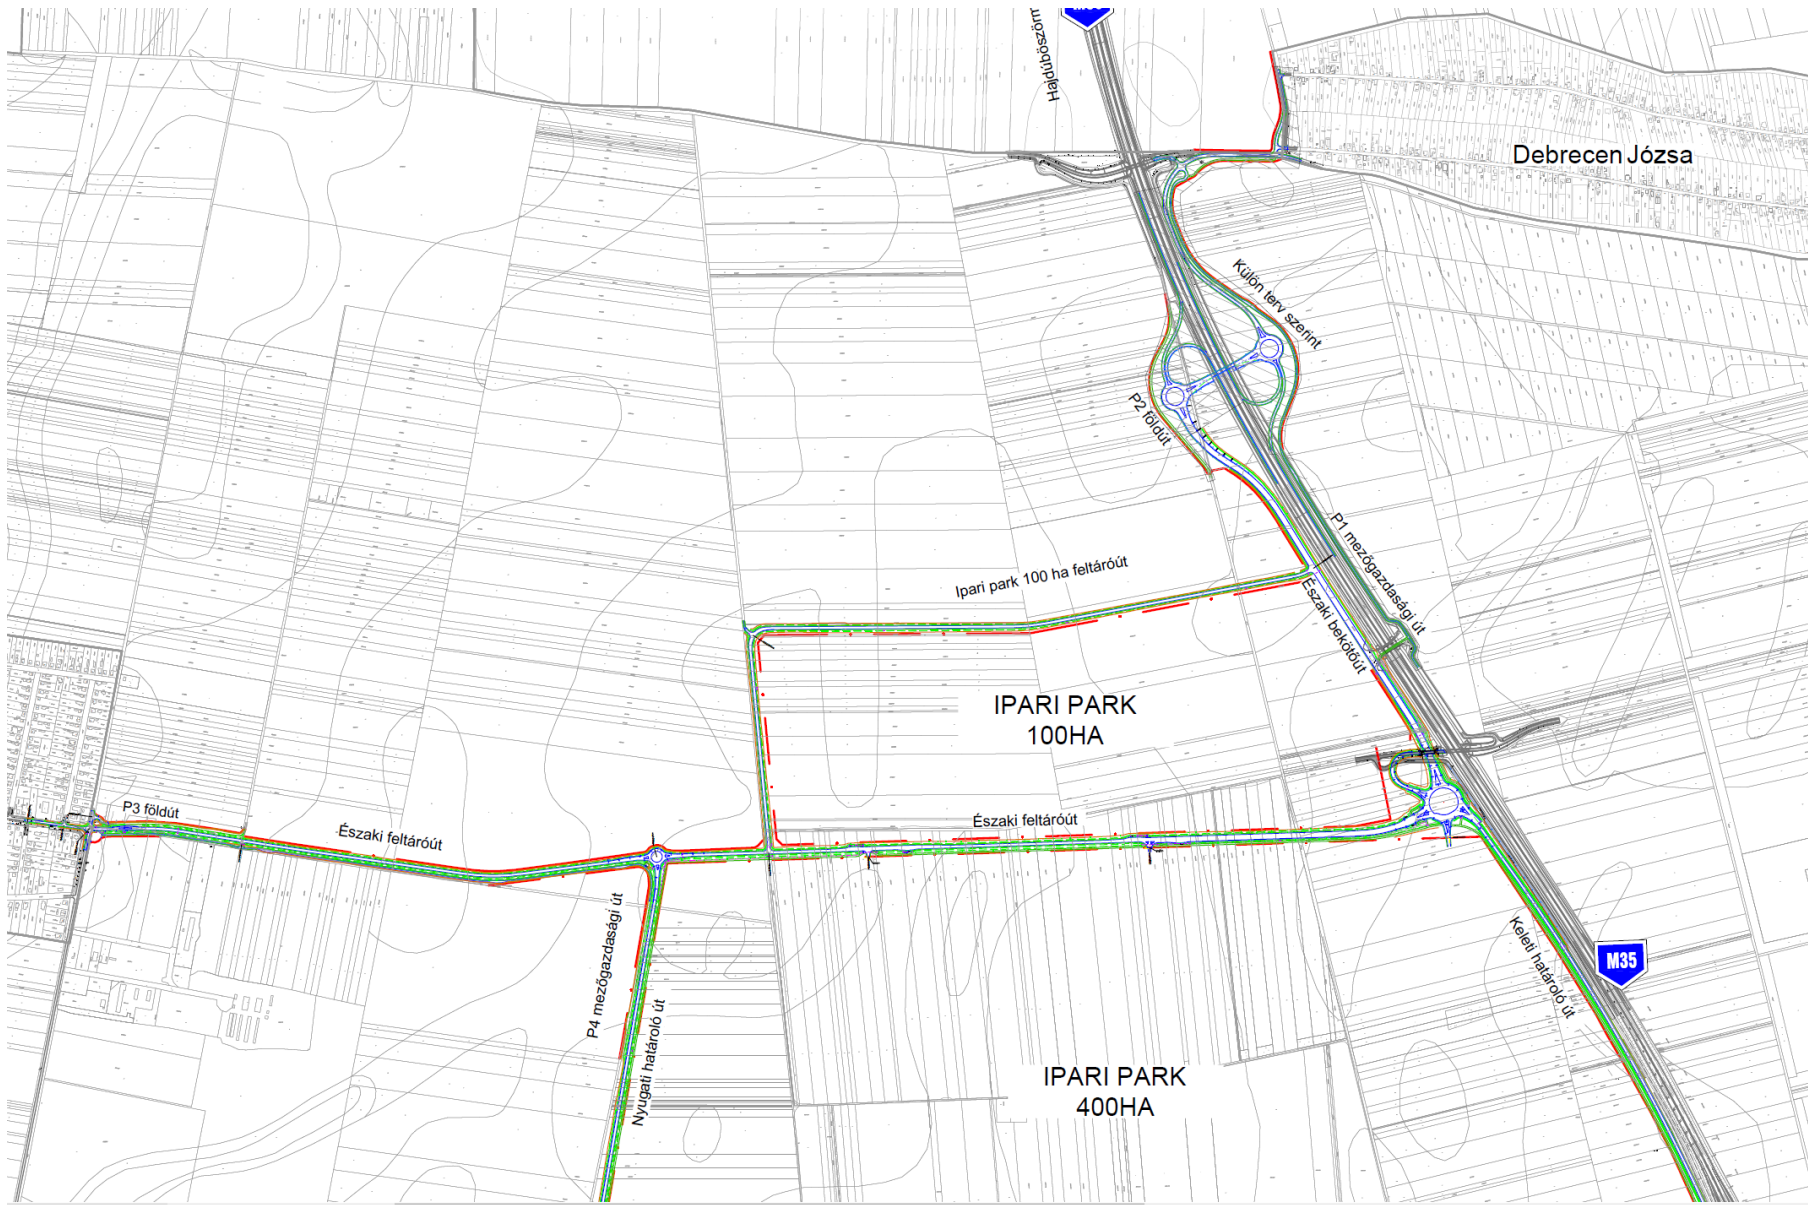 Hajdúböszörm
Debrecen Józsa
Külön terv szerint
P2 földút
P1 mezőgazdasági út
Ipari park 100 ha feltáróút
Északi bekötőút
IPARI PARK
100HA
P3 földút
Északi feltáróút
Északi feltáróút
P4 mezőgazdasági út
Nyugati határoló út
Keleti határoló út
M35
IPARI PARK
400HA